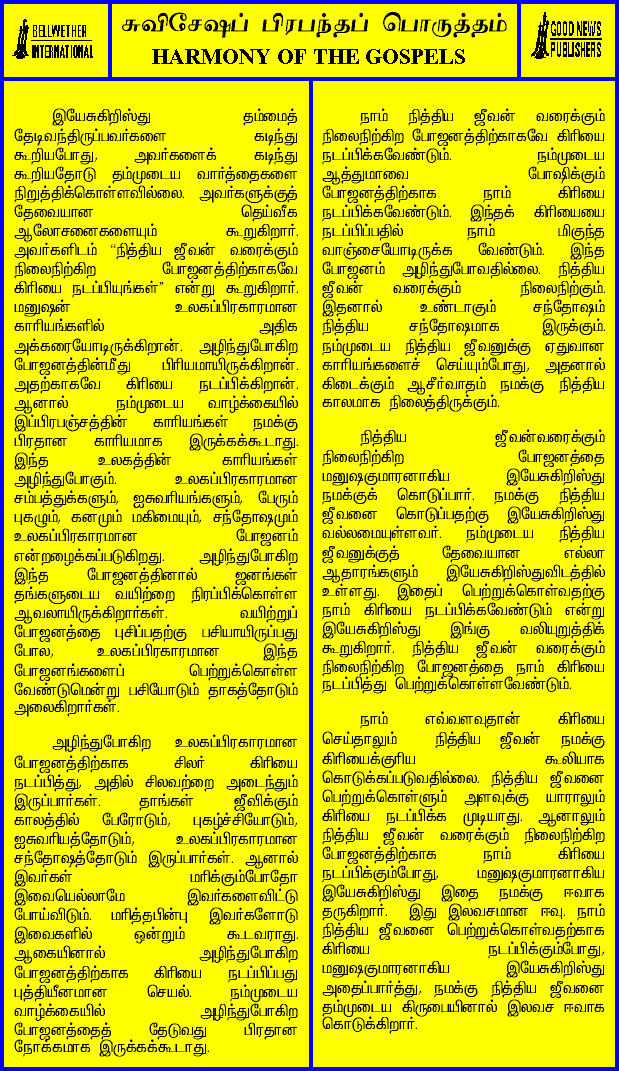 BELLWETHER
INTERNATIONAL
சுவிசேஷப் பிரபந்தப் பொருத்தம்
HARMONY OF THE GOSPELS
GOOD NEWS
PUBLISHERS
இயேசுகிறிஸ்து தம்மைத்
தேடிவந்திருப்பவர்களை கடிந்து
கூறியபோது, அவர்களைக் கடிந்து
கூறியதோடு தம்முடைய வார்த்தைகளை
நிறுத்திக்கொள்ளவில்லை. அவர்களுக்குத்
தேவையான தெய்வீக
ஆலோசனைகளையும் கூறுகிறார்.
அவர்களிடம் “நித்திய ஜீவன் வரைக்கும்
நிலைநிற்கிற போஜனத்திற்காகவே
கிரியை நடப்பியுங்கள்” என்று கூறுகிறார்.
மனுஷன் உலகப்பிரகாரமான
காரியங்களில் அதிக
அக்கரையோடிருக்கிறான். அழிந்துபோகிற
போஜனத்தின்மீது பிரியமாயிருக்கிறான்.
அதற்காகவே கிரியை நடப்பிக்கிறான்.
ஆனால் நம்முடைய வாழ்க்கையில்
இப்பிரபஞ்சத்தின் காரியங்கள் நமக்கு
பிரதான காரியமாக இருக்கக்கூடாது.
இந்த உலகத்தின் காரியங்கள்
அழிந்துபோகும். உலகப்பிரகாரமான
சம்பத்துக்களும், ஐசுவரியங்களும், பேரும்
புகழும், கனமும் மகிமையும், சந்தோஷமும்
உலகப்பிரகாரமான போஜனம்
என்றழைக்கப்படுகிறது. அழிந்துபோகிற
இந்த போஜனத்தினால் ஜனங்கள்
தங்களுடைய வயிற்றை நிரப்பிக்கொள்ள
ஆவலாயிருக்கிறார்கள். வயிற்றுப்
போஜனத்தை புசிப்பதற்கு பசியாயிருப்பது
போல, உலகப்பிரகாரமான இந்த
போஜனங்களைப் பெற்றுக்கொள்ள
வேண்டுமென்று பசியோடும் தாகத்தோடும்
அலைகிறார்கள்.
அழிந்துபோகிற உலகப்பிரகாரமான
போஜனத்திற்காக சிலர் கிரியை
நடப்பித்து, அதில் சிலவற்றை அடைந்தும்
இருப்பார்கள். தாங்கள் ஜீவிக்கும்
காலத்தில் பேரோடும், புகழ்ச்சியோடும்,
ஐசுவரியத்தோடும், உலகப்பிரகாரமான
சந்தோஷத்தோடும் இருப்பார்கள். ஆனால்
இவர்கள் மரிக்கும்போதோ
இவையெல்லாமே இவர்களைவிட்டு
போய்விடும். மரித்தபின்பு இவர்களோடு
இவைகளில் ஒன்றும் கூடவராது.
ஆகையினால் அழிந்துபோகிற
போஜனத்திற்காக கிரியை நடப்பிப்பது
புத்தியீனமான செயல். நம்முடைய
வாழ்க்கையில் அழிந்துபோகிற
போஜனத்தைத் தேடுவது பிரதான
நோக்கமாக இருக்கக்கூடாது.
நாம் நித்திய ஜீவன் வரைக்கும்
நிலைநிற்கிற போஜனத்திற்காகவே கிரியை
நடப்பிக்கவேண்டும். நம்முடைய
ஆத்துமாவை போஷிக்கும்
போஜனத்திற்காக நாம் கிரியை
நடப்பிக்கவேண்டும். இந்தக் கிரியையை
நடப்பிப்பதில் நாம் மிகுந்த
வாஞ்சையோடிருக்க வேண்டும். இந்த
போஜனம் அழிந்துபோவதில்லை. நித்திய
ஜீவன் வரைக்கும் நிலைநிற்கும்.
இதனால் உண்டாகும் சந்தோஷம்
நித்திய சந்தோஷமாக இருக்கும்.
நம்முடைய நித்திய ஜீவனுக்கு ஏதுவான
காரியங்களைச் செய்யும்போது, அதனால்
கிடைக்கும் ஆசீர்வாதம் நமக்கு நித்திய
காலமாக நிலைத்திருக்கும்.
நித்திய ஜீவன்வரைக்கும்
நிலைநிற்கிற போஜனத்தை
மனுஷகுமாரனாகிய இயேசுகிறிஸ்து
நமக்குக் கொடுப்பார். நமக்கு நித்திய
ஜீவனை கொடுப்பதற்கு இயேசுகிறிஸ்து
வல்லமையுள்ளவர். நம்முடைய நித்திய
ஜீவனுக்குத் தேவையான எல்லா
ஆதாரங்களும் இயேசுகிறிஸ்துவிடத்தில்
உள்ளது. இதைப் பெற்றுக்கொள்வதற்கு
நாம் கிரியை நடப்பிக்கவேண்டும் என்று
இயேசுகிறிஸ்து இங்கு வலியுறுத்திக்
கூறுகிறார். நித்திய ஜீவன் வரைக்கும்
நிலைநிற்கிற போஜனத்தை நாம் கிரியை
நடப்பித்து பெற்றுக்கொள்ளவேண்டும்.
நாம் எவ்வளவுதான் கிரியை
செய்தாலும் நித்திய ஜீவன் நமக்கு
கிரியைக்குரிய கூலியாக
கொடுக்கப்படுவதில்லை. நித்திய ஜீவனை
பெற்றுக்கொள்ளும் அளவுக்கு யாராலும்
கிரியை நடப்பிக்க முடியாது. ஆனாலும்
நித்திய ஜீவன் வரைக்கும் நிலைநிற்கிற
போஜனத்திற்காக நாம் கிரியை
நடப்பிக்கும்போது, மனுஷகுமாரனாகிய
இயேசுகிறிஸ்து இதை நமக்கு ஈவாக
தருகிறார். இது இலவசமான ஈவு. நாம்
நித்திய ஜீவனை பெற்றுக்கொள்வதற்காக
கிரியை நடப்பிக்கும்போது,
மனுஷகுமாரனாகிய இயேசுகிறிஸ்து
அதைப்பார்த்து, நமக்கு நித்திய ஜீவனை
தம்முடைய கிருபையினால் இலவச ஈவாக
கொடுக்கிறார்.